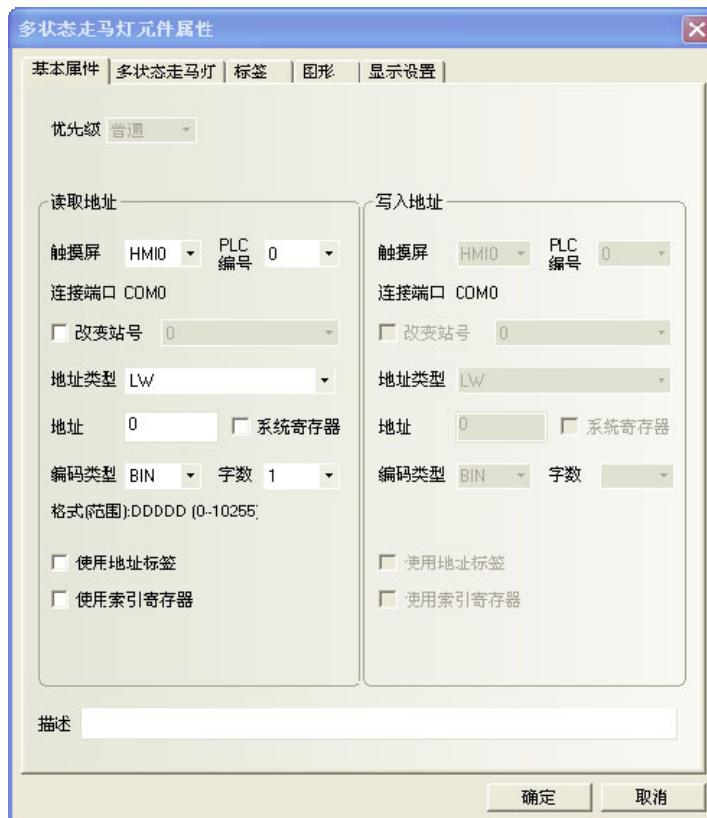 多状态走马灯元件属性
基本属性 多状态走马灯 标签 图形 显示设置
优先级 普通
读取地址
触摸屏 HMI0 PLC编号 0
连接端口 COM0
改变站号 0
地址类型 LW
地址 0 系统寄存器
编码类型 BIN 字数 1
格式(范围):DDDDD (0~10255)
使用地址标签
使用索引寄存器
写入地址
触摸屏 HMI0 PLC编号 0
连接端口 COM0
改变站号 0
地址类型 LW
地址 0 系统寄存器
编码类型 BIN 字数
使用地址标签
使用索引寄存器
描述
确定 取消